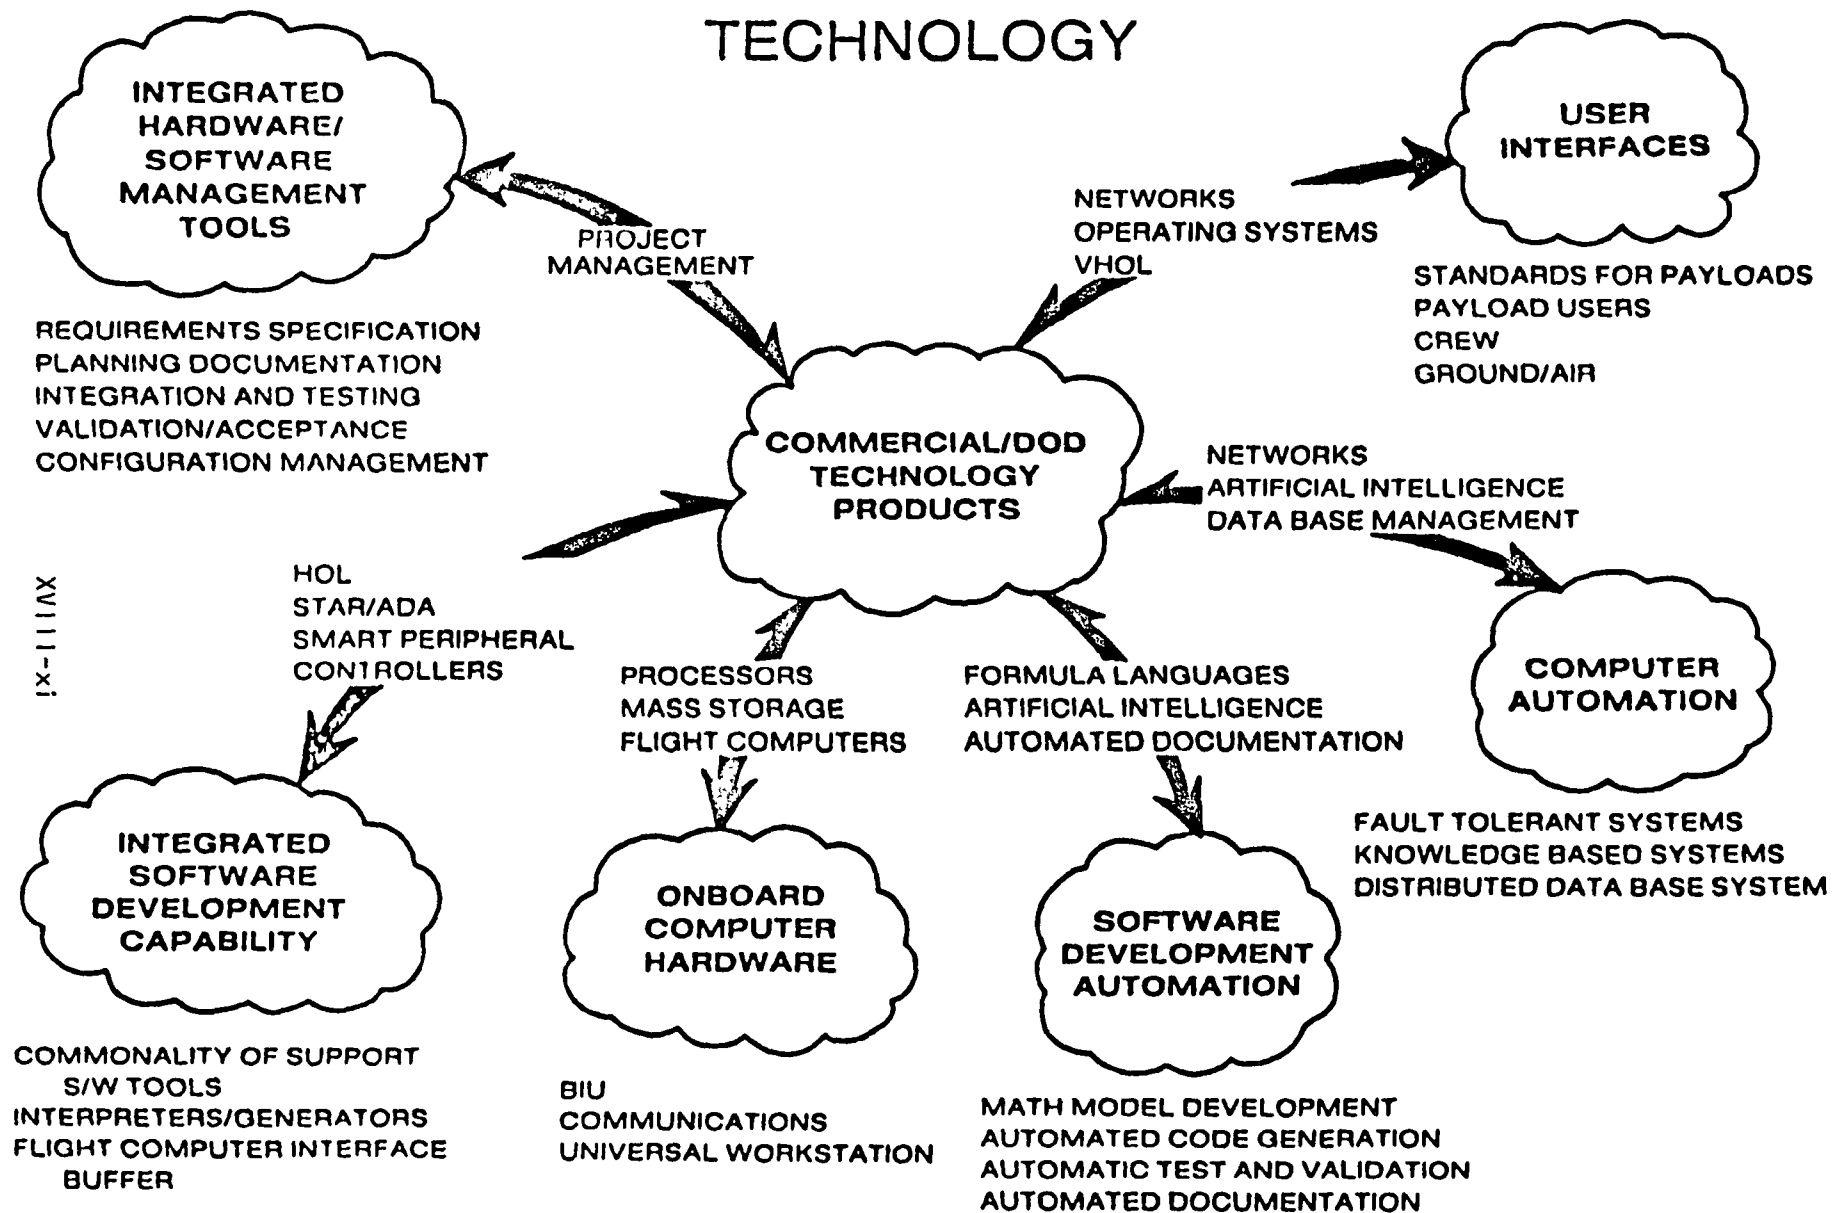 TECHNOLOGY
INTEGRATED
HARDWARE/
SOFTWARE
MANAGEMENT
TOOLS
REQUIREMENTS SPECIFICATION
PLANNING DOCUMENTATION
INTEGRATION AND TESTING
VALIDATION/ACCEPTANCE
CONFIGURATION MANAGEMENT
PROJECT
MANAGEMENT
NETWORKS
OPERATING SYSTEMS
VHOL
USER
INTERFACES
STANDARDS FOR PAYLOADS
PAYLOAD USERS
CREW
GROUND/AIR
COMMERCIAL/DOD
TECHNOLOGY
PRODUCTS
NETWORKS
ARTIFICIAL INTELLIGENCE
DATA BASE MANAGEMENT
COMPUTER
AUTOMATION
FAULT TOLERANT SYSTEMS
KNOWLEDGE BASED SYSTEMS
DISTRIBUTED DATA BASE SYSTEM
HOL
STAR/ADA
SMART PERIPHERAL
CONTROLLERS
INTEGRATED
SOFTWARE
DEVELOPMENT
CAPABILITY
COMMONALITY OF SUPPORT
S/W TOOLS
INTERPRETERS/GENERATORS
FLIGHT COMPUTER INTERFACE
BUFFER
PROCESSORS
MASS STORAGE
FLIGHT COMPUTERS
ONBOARD
COMPUTER
HARDWARE
BIU
COMMUNICATIONS
UNIVERSAL WORKSTATION
FORMULA LANGUAGES
ARTIFICIAL INTELLIGENCE
AUTOMATED DOCUMENTATION
SOFTWARE
DEVELOPMENT
AUTOMATION
MATH MODEL DEVELOPMENT
AUTOMATED CODE GENERATION
AUTOMATIC TEST AND VALIDATION
AUTOMATED DOCUMENTATION
XVIII-xi